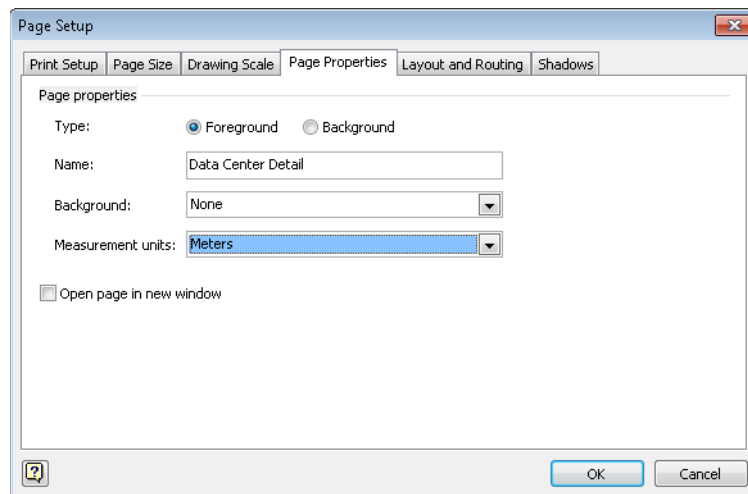 Page Setup
Print Setup Page Size Drawing Scale Page Properties Layout and Routing Shadows
Page properties
Type: Foreground Background
Name: Data Center Detail
Background: None
Measurement units: Meters
Open page in new window
? OK Cancel